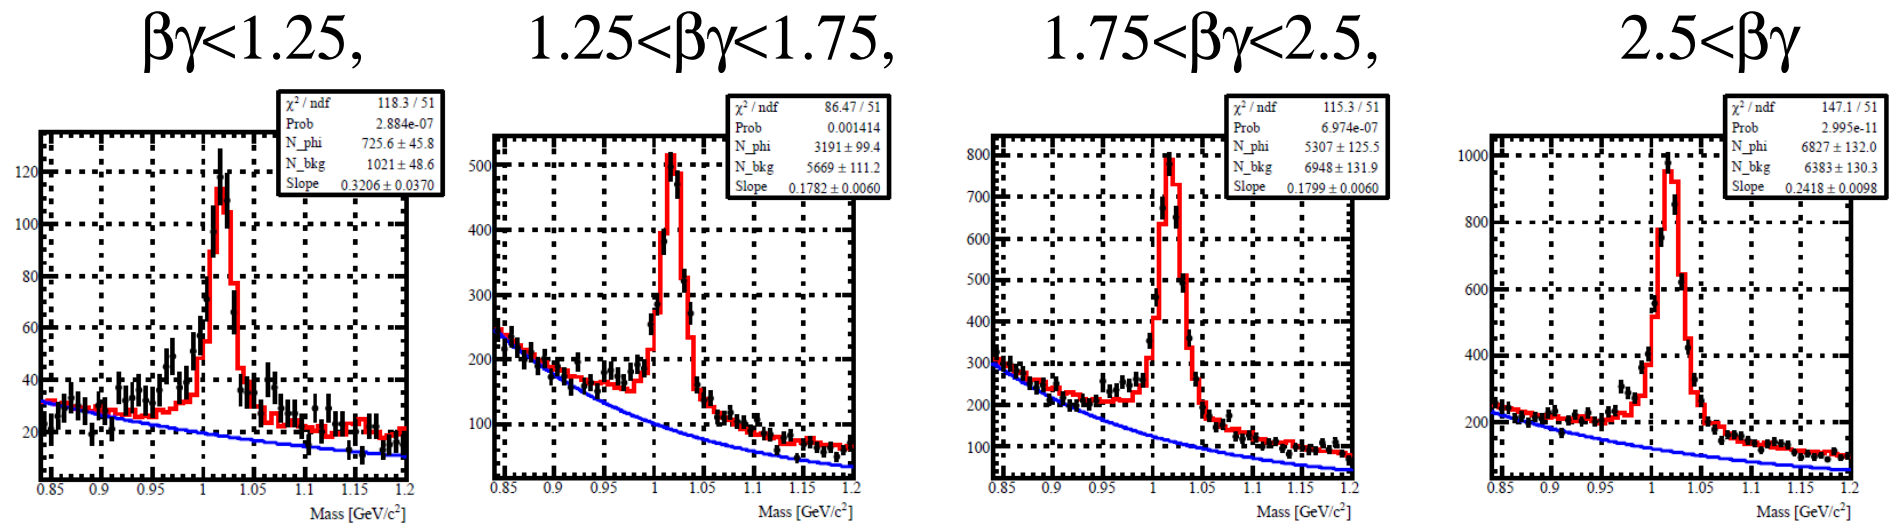 βγ<1.25,
1.25<βγ<1.75,
1.75<βγ<2.5,
2.5<βγ
χ² / ndf 118.3 / 51
Prob 2.884e-07
N_phi 725.6 ± 45.8
N_bkg 1021 ± 48.6
Slope 0.3206 ± 0.0370
120
100
80
60
40
20
0.85 0.9 0.95 1 1.05 1.1 1.15 1.2
Mass [GeV/c²]
χ² / ndf 86.47 / 51
Prob 0.001414
N_phi 3191 ± 99.4
N_bkg 5669 ± 111.2
Slope 0.1782 ± 0.0060
500
400
300
200
100
0.85 0.9 0.95 1 1.05 1.1 1.15 1.2
Mass [GeV/c²]
χ² / ndf 115.3 / 51
Prob 6.974e-07
N_phi 5307 ± 125.5
N_bkg 6948 ± 131.9
Slope 0.1799 ± 0.0060
800
700
600
500
400
300
200
100
0.85 0.9 0.95 1 1.05 1.1 1.15 1.2
Mass [GeV/c²]
χ² / ndf 147.1 / 51
Prob 2.995e-11
N_phi 6827 ± 132.0
N_bkg 6383 ± 130.3
Slope 0.2418 ± 0.0098
1000
800
600
400
200
0.85 0.9 0.95 1 1.05 1.1 1.15 1.2
Mass [GeV/c²]